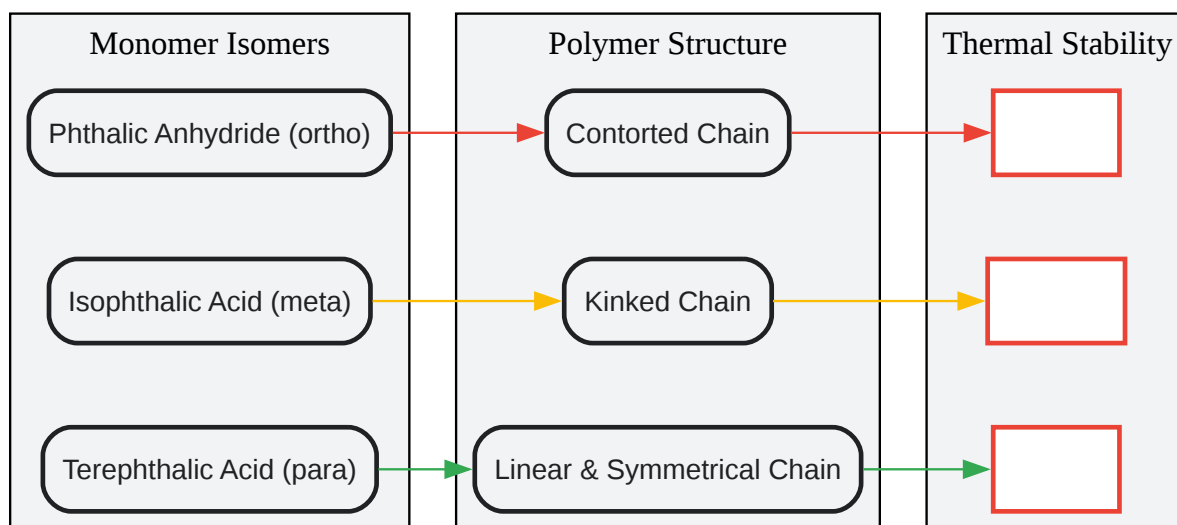 Monomer Isomers
Polymer Structure
Thermal Stability
Phthalic Anhydride (ortho)
Contorted Chain
Isophthalic Acid (meta)
Kinked Chain
Terephthalic Acid (para)
Linear & Symmetrical Chain